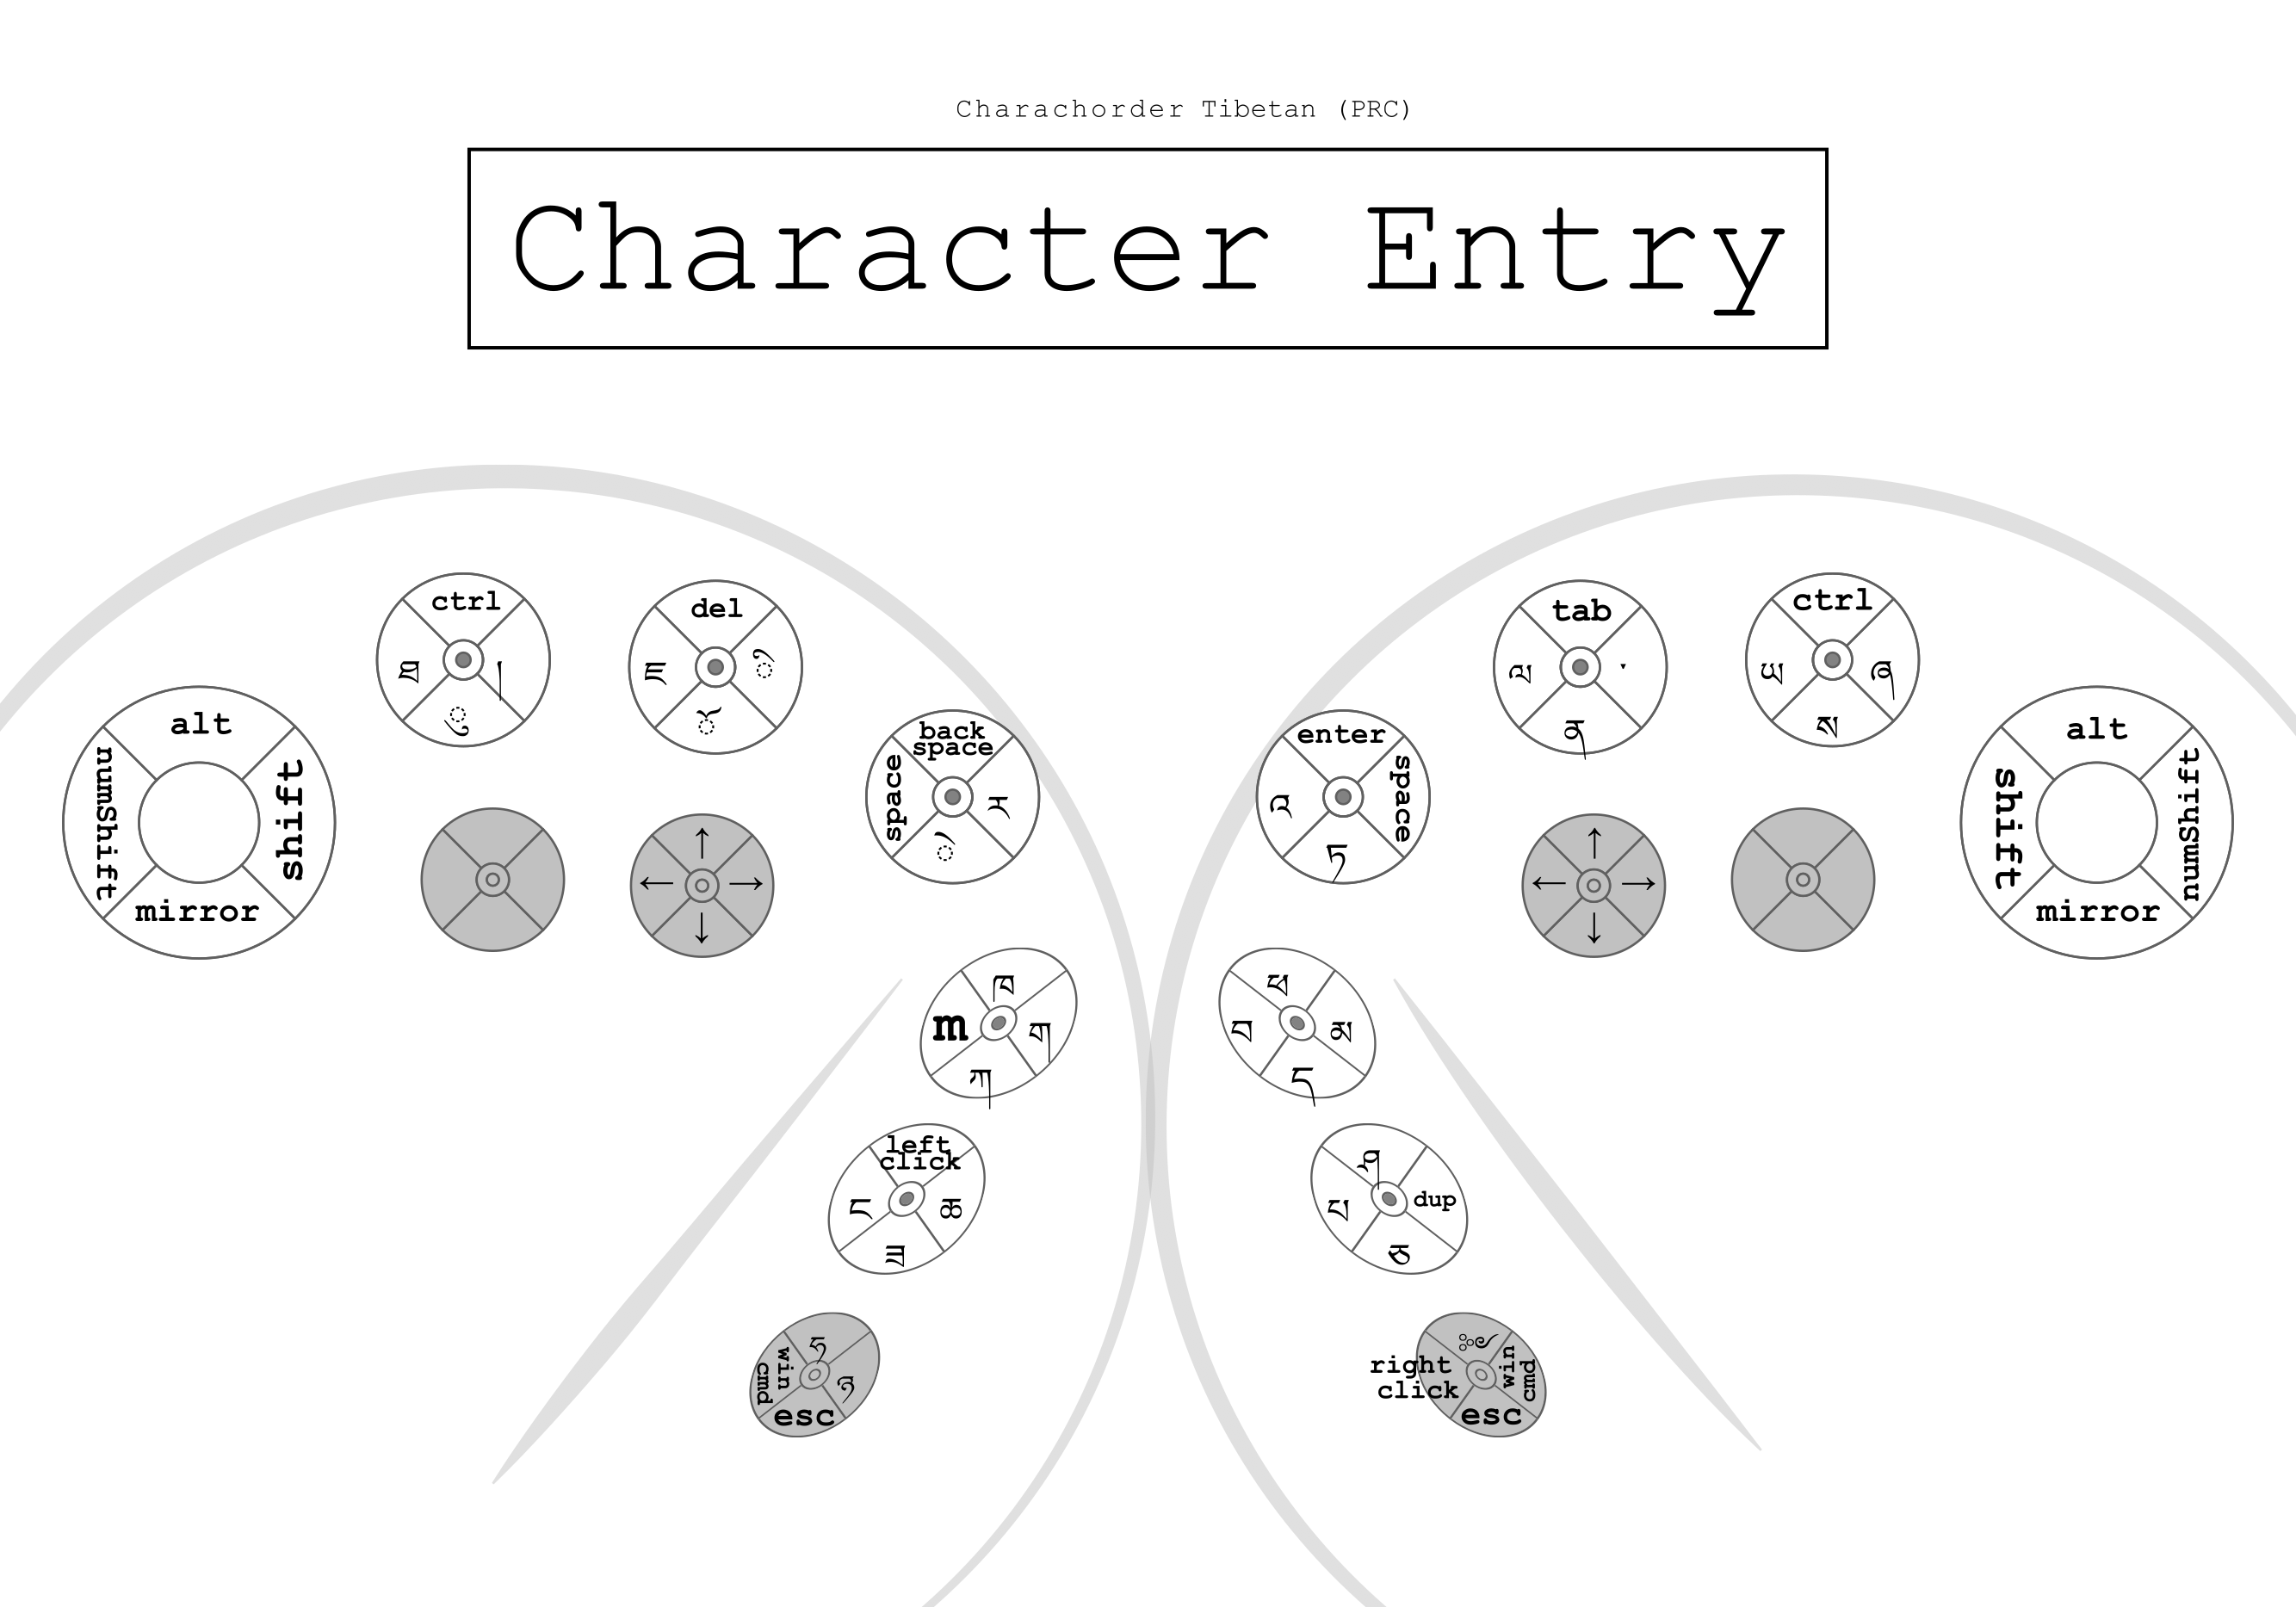 Charachorder Tibetan (PRC)
Character Entry
ctrl
ཐ །
ུ
del
ཇ ི
ོ
back
space
space ར
ེ
enter
འ space
ཏ
tab
ལ ་
ན
ctrl
ཡ ཞ
ས
alt
numShift shift
mirror
↑
← →
↓
↑
← →
↓
alt
shift numShift
mirror
ཁ
m ག
ཀ
ཕ
བ མ
ད
left
click
ང ཆ
ཟ
ཤ
པ dup
ཅ
ཧ
win
cmd
ཉ
esc
right
click
win
cmd
esc